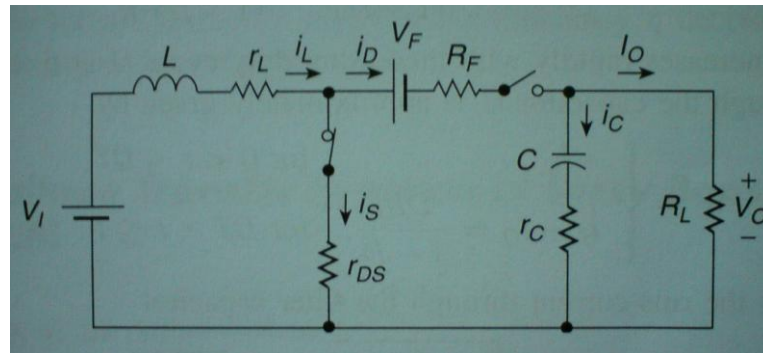 L
r_L
i_L
i_D
V_F
R_F
I_O
i_C
C
V_I
i_S
r_C
R_L
+
V_O
−
r_DS